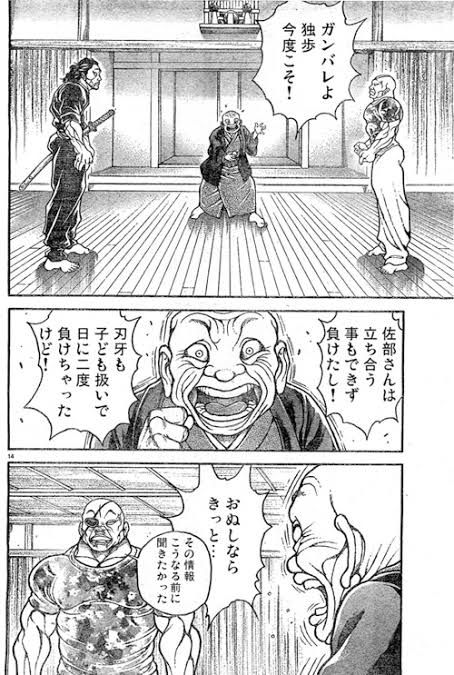 ガンバレよ
独歩
今度こそ!
佐部さんは
立ち合う
事もできず
負けたし!
刃牙も
子ども扱いで
日に二度
負けちゃった
けど!
14
おぬしなら
きっと…
その情報
こうなる前に
聞きたかった